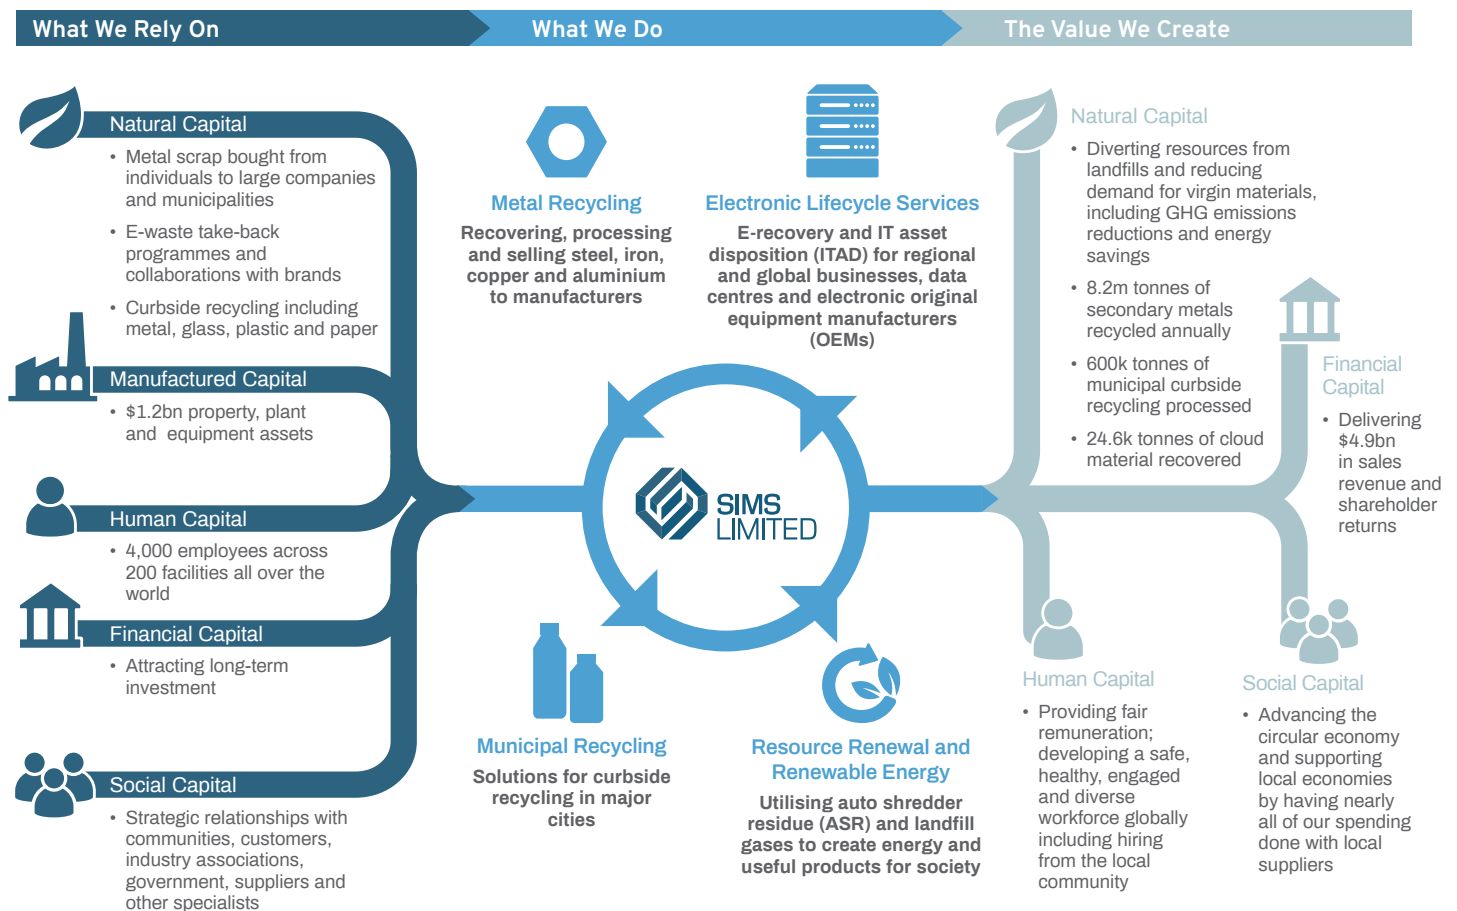 What We Rely On
What We Do
The Value We Create
Natural Capital
• Metal scrap bought from
individuals to large companies
and municipalities
• E-waste take-back
programmes and
collaborations with brands
• Curbside recycling including
metal, glass, plastic and paper
Manufactured Capital
• $1.2bn property, plant
and equipment assets
Human Capital
• 4,000 employees across
200 facilities all over the
world
Financial Capital
• Attracting long-term
investment
Social Capital
• Strategic relationships with
communities, customers,
industry associations,
government, suppliers and
other specialists
Metal Recycling
Recovering, processing
and selling steel, iron,
copper and aluminium
to manufacturers
Electronic Lifecycle Services
E-recovery and IT asset
disposition (ITAD) for regional
and global businesses, data
centres and electronic original
equipment manufacturers
(OEMs)
SIMS
LIMITED
Municipal Recycling
Solutions for curbside
recycling in major
cities
Resource Renewal and
Renewable Energy
Utilising auto shredder
residue (ASR) and landfill
gases to create energy and
useful products for society
Natural Capital
• Diverting resources from
landfills and reducing
demand for virgin materials,
including GHG emissions
reductions and energy
savings
• 8.2m tonnes of
secondary metals
recycled annually
• 600k tonnes of
municipal curbside
recycling processed
• 24.6k tonnes of cloud
material recovered
Financial
Capital
• Delivering
$4.9bn
in sales
revenue and
shareholder
returns
Human Capital
• Providing fair
remuneration;
developing a safe,
healthy, engaged
and diverse
workforce globally
including hiring
from the local
community
Social Capital
• Advancing the
circular economy
and supporting
local economies
by having nearly
all of our spending
done with local
suppliers